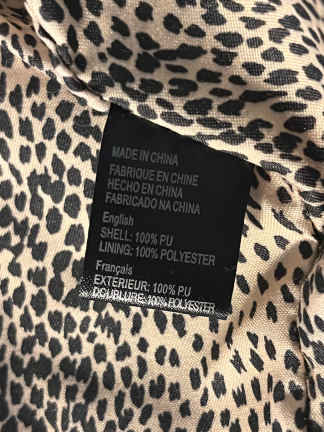 MADE IN CHINA
FABRIQUE EN CHINE
HECHO EN CHINA
FABRICADO NA CHINA
English
SHELL: 100% PU
LINING: 100% POLYESTER
Français
EXTERIEUR: 100% PU
DOUBLURE: 100% POLYESTER